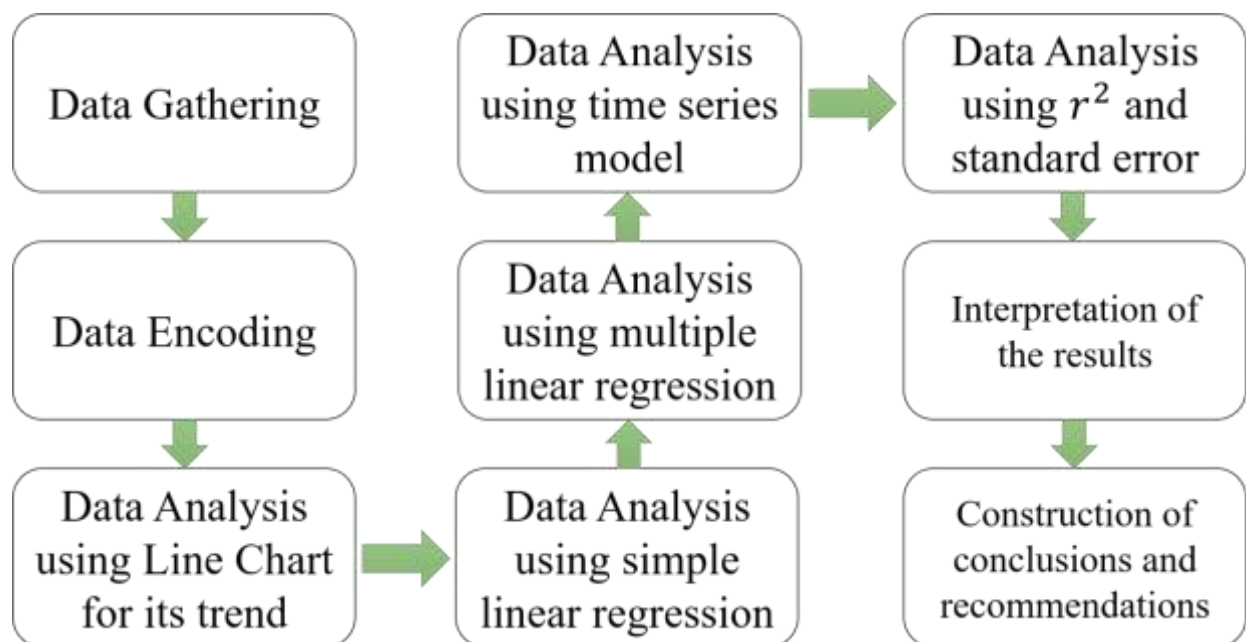 Data Gathering
Data Encoding
Data Analysis
using Line Chart
for its trend
Data Analysis
using simple
linear regression
Data Analysis
using multiple
linear regression
Data Analysis
using time series
model
Data Analysis
using r² and
standard error
Interpretation of
the results
Construction of
conclusions and
recommendations